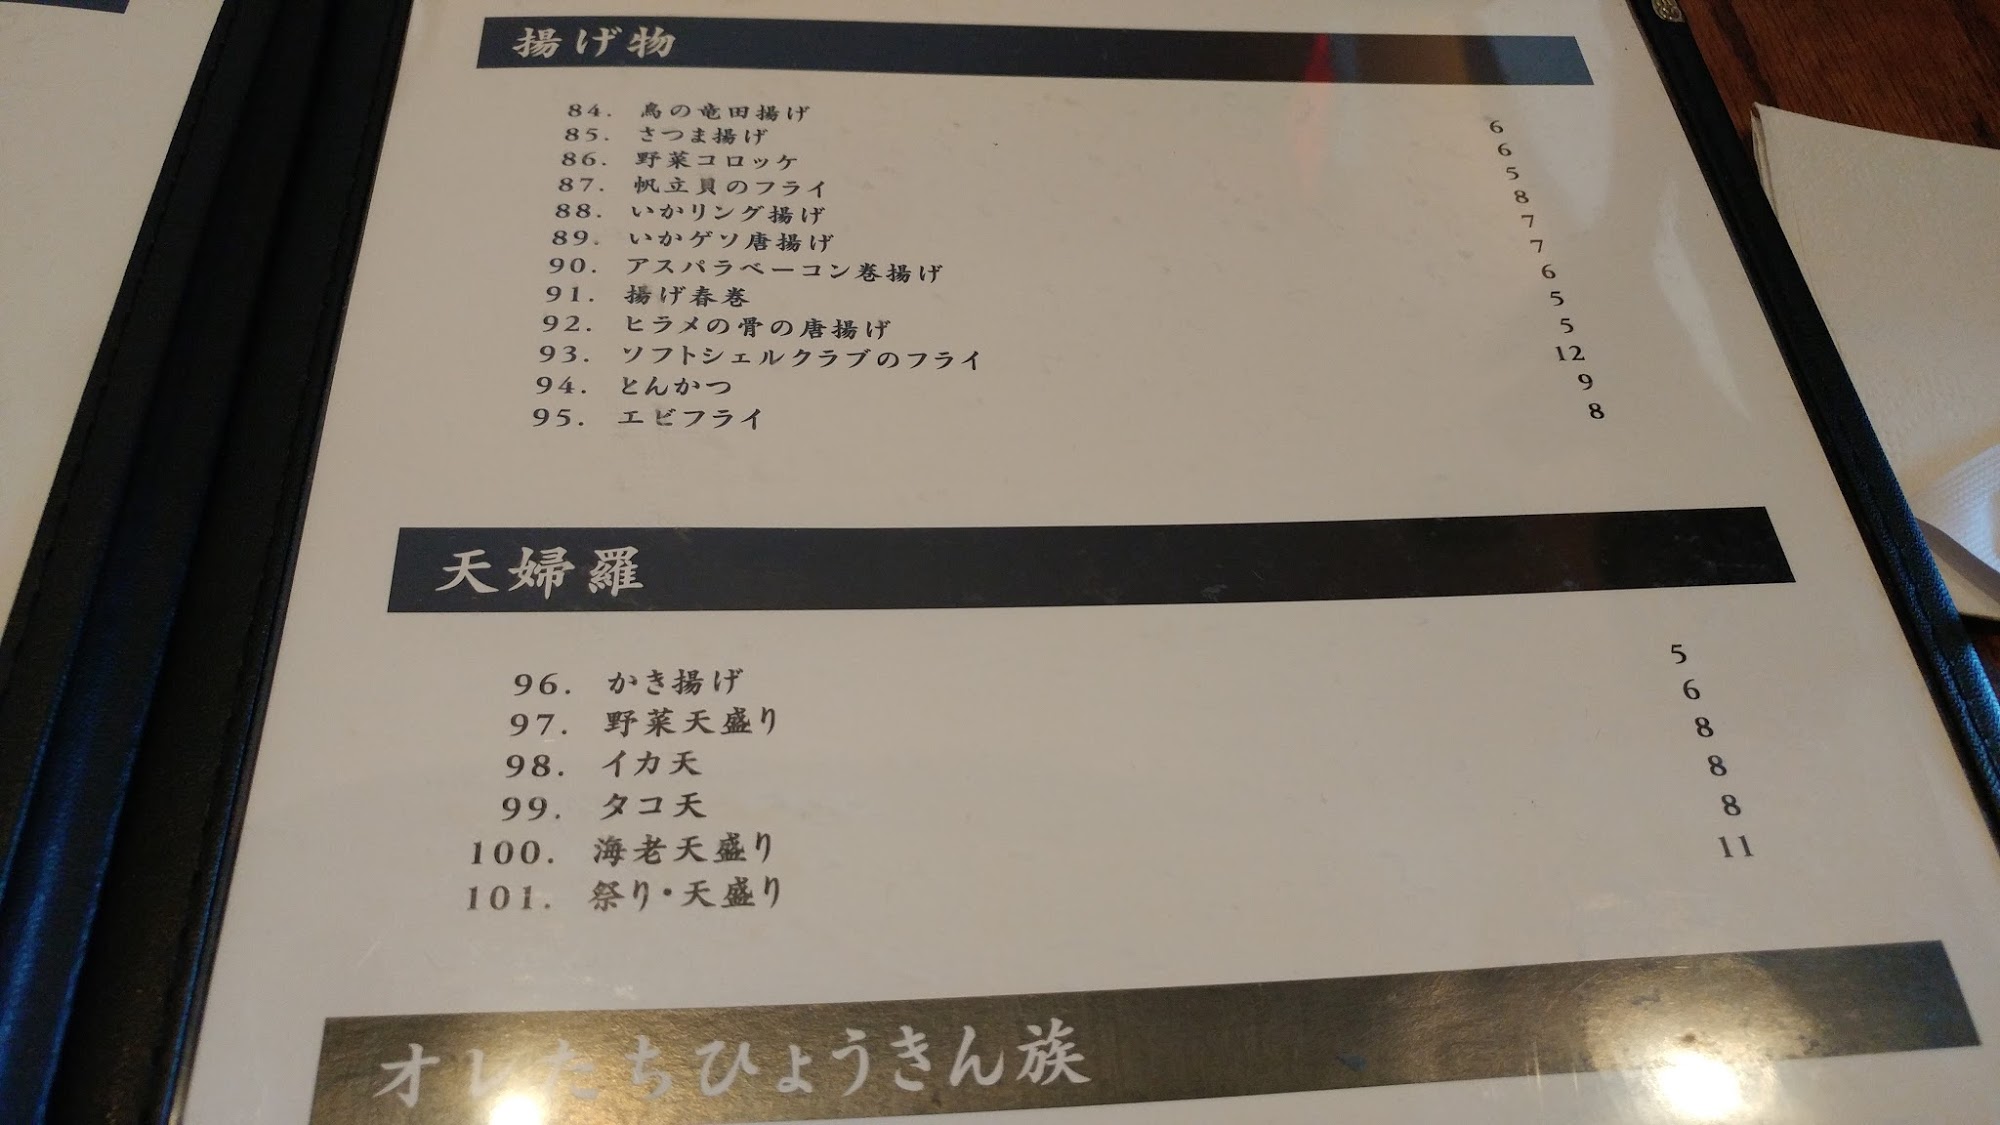 揚げ物
84. 鳥の竜田揚げ 6
85. さつま揚げ 6
86. 野菜コロッケ 5
87. 帆立貝のフライ 8
88. いかリング揚げ 7
89. いかゲソ唐揚げ 7
90. アスパラベーコン巻揚げ 6
91. 揚げ春巻 5
92. ヒラメの骨の唐揚げ 5
93. ソフトシェルクラブのフライ 12
94. とんかつ 9
95. エビフライ 8
天婦羅
96. かき揚げ 5
97. 野菜天盛り 6
98. イカ天 8
99. タコ天 8
100. 海老天盛り 8
101. 祭り・天盛り 11
オレたちひょうきん族